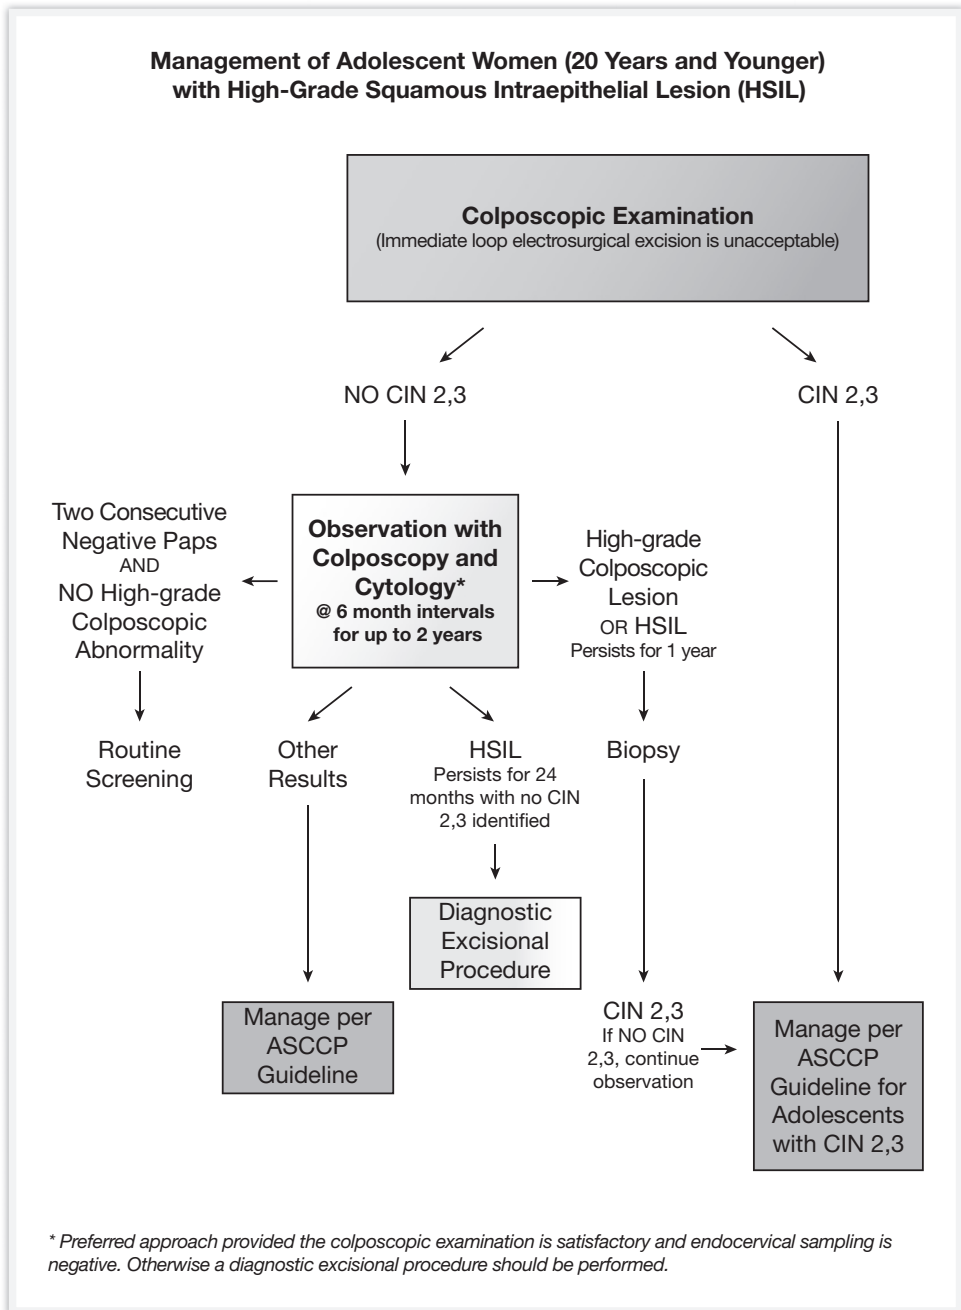 Management of Adolescent Women (20 Years and Younger)
with High-Grade Squamous Intraepithelial Lesion (HSIL)
Colposcopic Examination
(Immediate loop electrosurgical excision is unacceptable)
NO CIN 2,3
CIN 2,3
Two Consecutive
Negative Paps
AND
NO High-grade
Colposcopic
Abnormality
Observation with
Colposcopy and
Cytology*
@ 6 month intervals
for up to 2 years
High-grade
Colposcopic
Lesion
OR HSIL
Persists for 1 year
Routine
Screening
Other
Results
HSIL
Persists for 24
months with no CIN
2,3 identified
Biopsy
Diagnostic
Excisional
Procedure
Manage per
ASCCP
Guideline
CIN 2,3
If NO CIN
2,3, continue
observation
Manage per
ASCCP
Guideline for
Adolescents
with CIN 2,3
* Preferred approach provided the colposcopic examination is satisfactory and endocervical sampling is
negative. Otherwise a diagnostic excisional procedure should be performed.